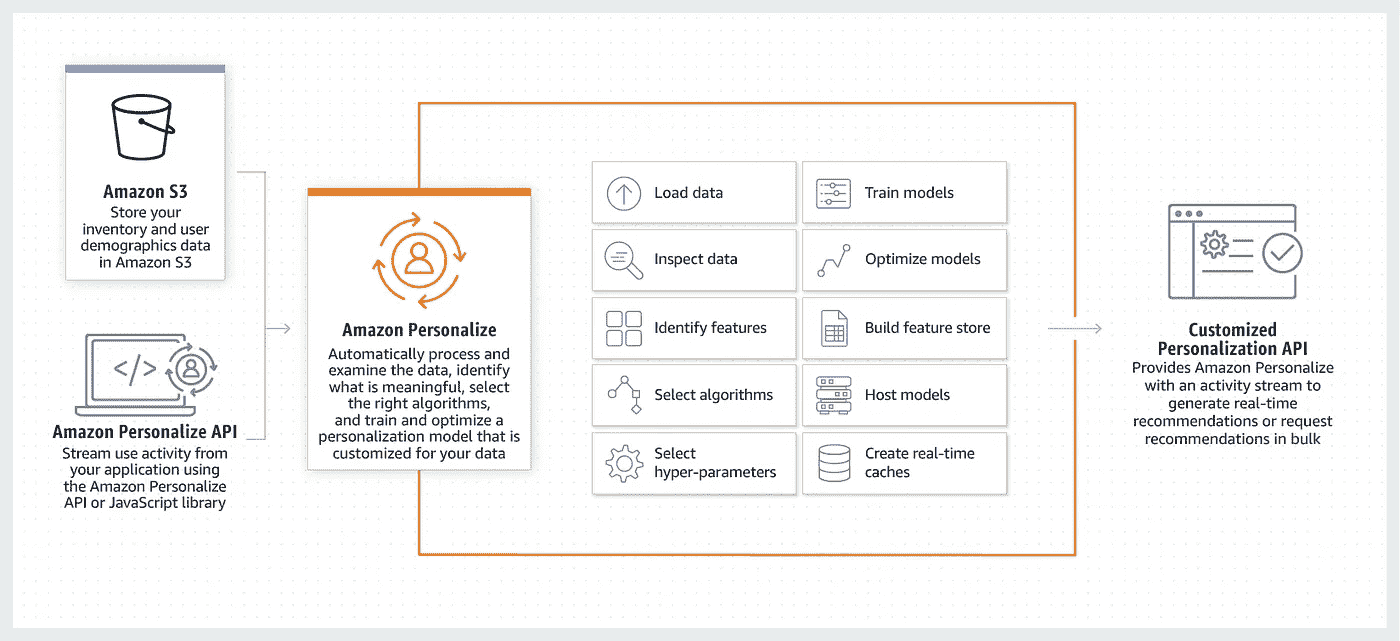 Amazon S3
Store your
inventory and user
demographics data
in Amazon S3
</>
Amazon Personalize API
Stream use activity from
your application using
the Amazon Personalize
API or JavaScript library
Amazon Personalize
Automatically process and
examine the data, identify
what is meaningful, select
the right algorithms,
and train and optimize a
personalization model that is
customized for your data
Load data
Train models
Inspect data
Optimize models
Identify features
Build feature store
Select algorithms
Host models
Select
hyper-parameters
Create real-time
caches
Customized
Personalization API
Provides Amazon Personalize
with an activity stream to
generate real-time
recommendations or request
recommendations in bulk